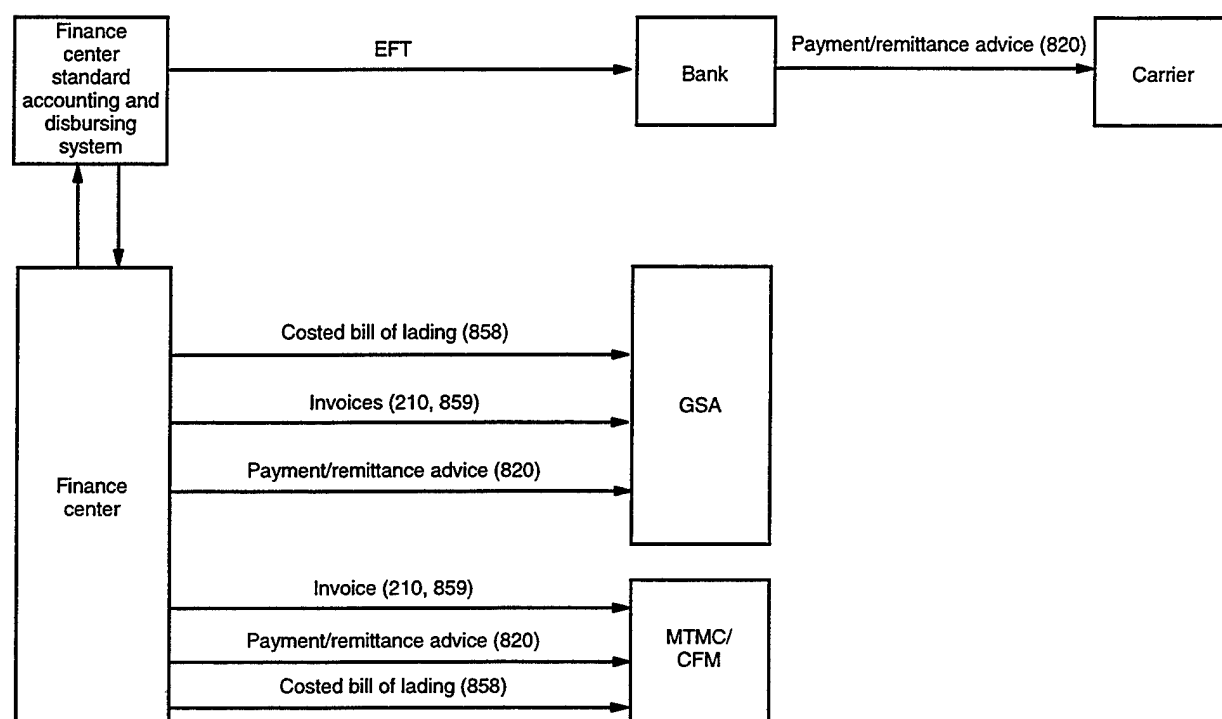 Finance
center
standard
accounting and
disbursing
system
EFT
Bank
Payment/remittance advice (820)
Carrier
Costed bill of lading (858)
Invoices (210, 859)
Payment/remittance advice (820)
GSA
Finance
center
Invoice (210, 859)
Payment/remittance advice (820)
Costed bill of lading (858)
MTMC/
CFM